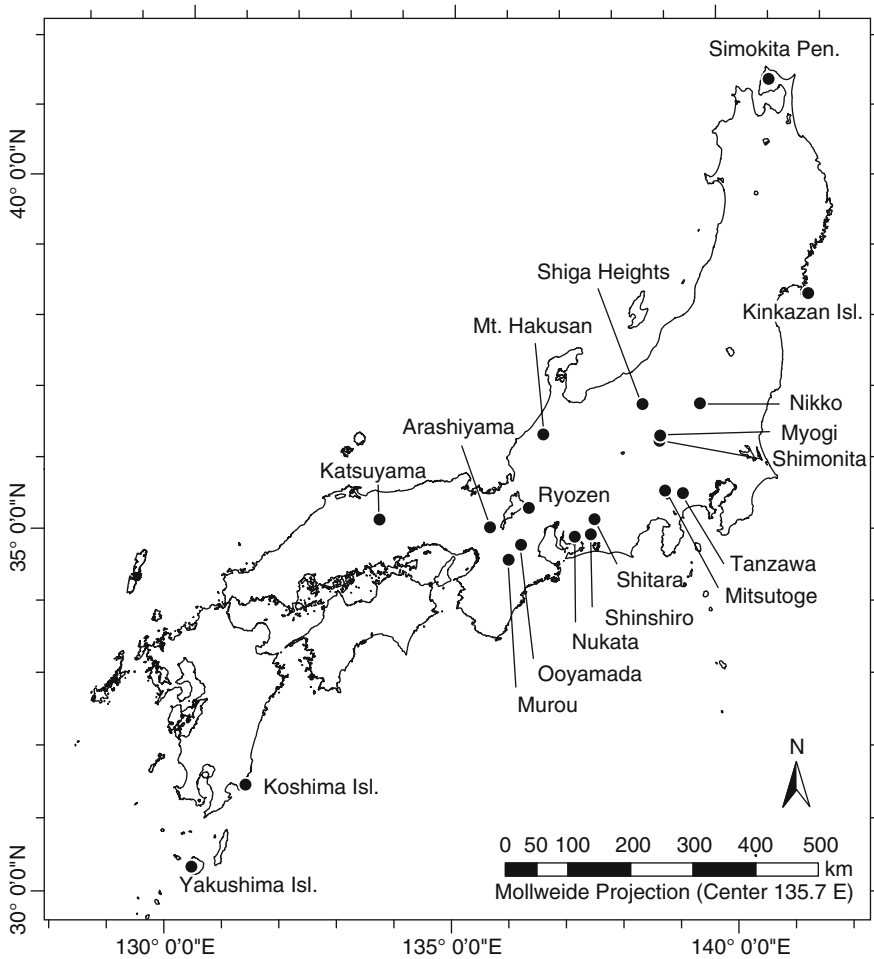 Simokita Pen.
40° 0'0"N
Shiga Heights
Kinkazan Isl.
Mt. Hakusan
Nikko
Arashiyama
Myogi
Shimonita
Katsuyama
Ryozen
35° 0'0"N
Tanzawa
Shitara
Mitsutoge
Shinshiro
Nukata
Ooyamada
Murou
N
Koshima Isl.
0 50 100 200 300 400 500
km
Yakushima Isl.
Mollweide Projection (Center 135.7 E)
30° 0'0"N
130° 0'0"E 135° 0'0"E 140° 0'0"E